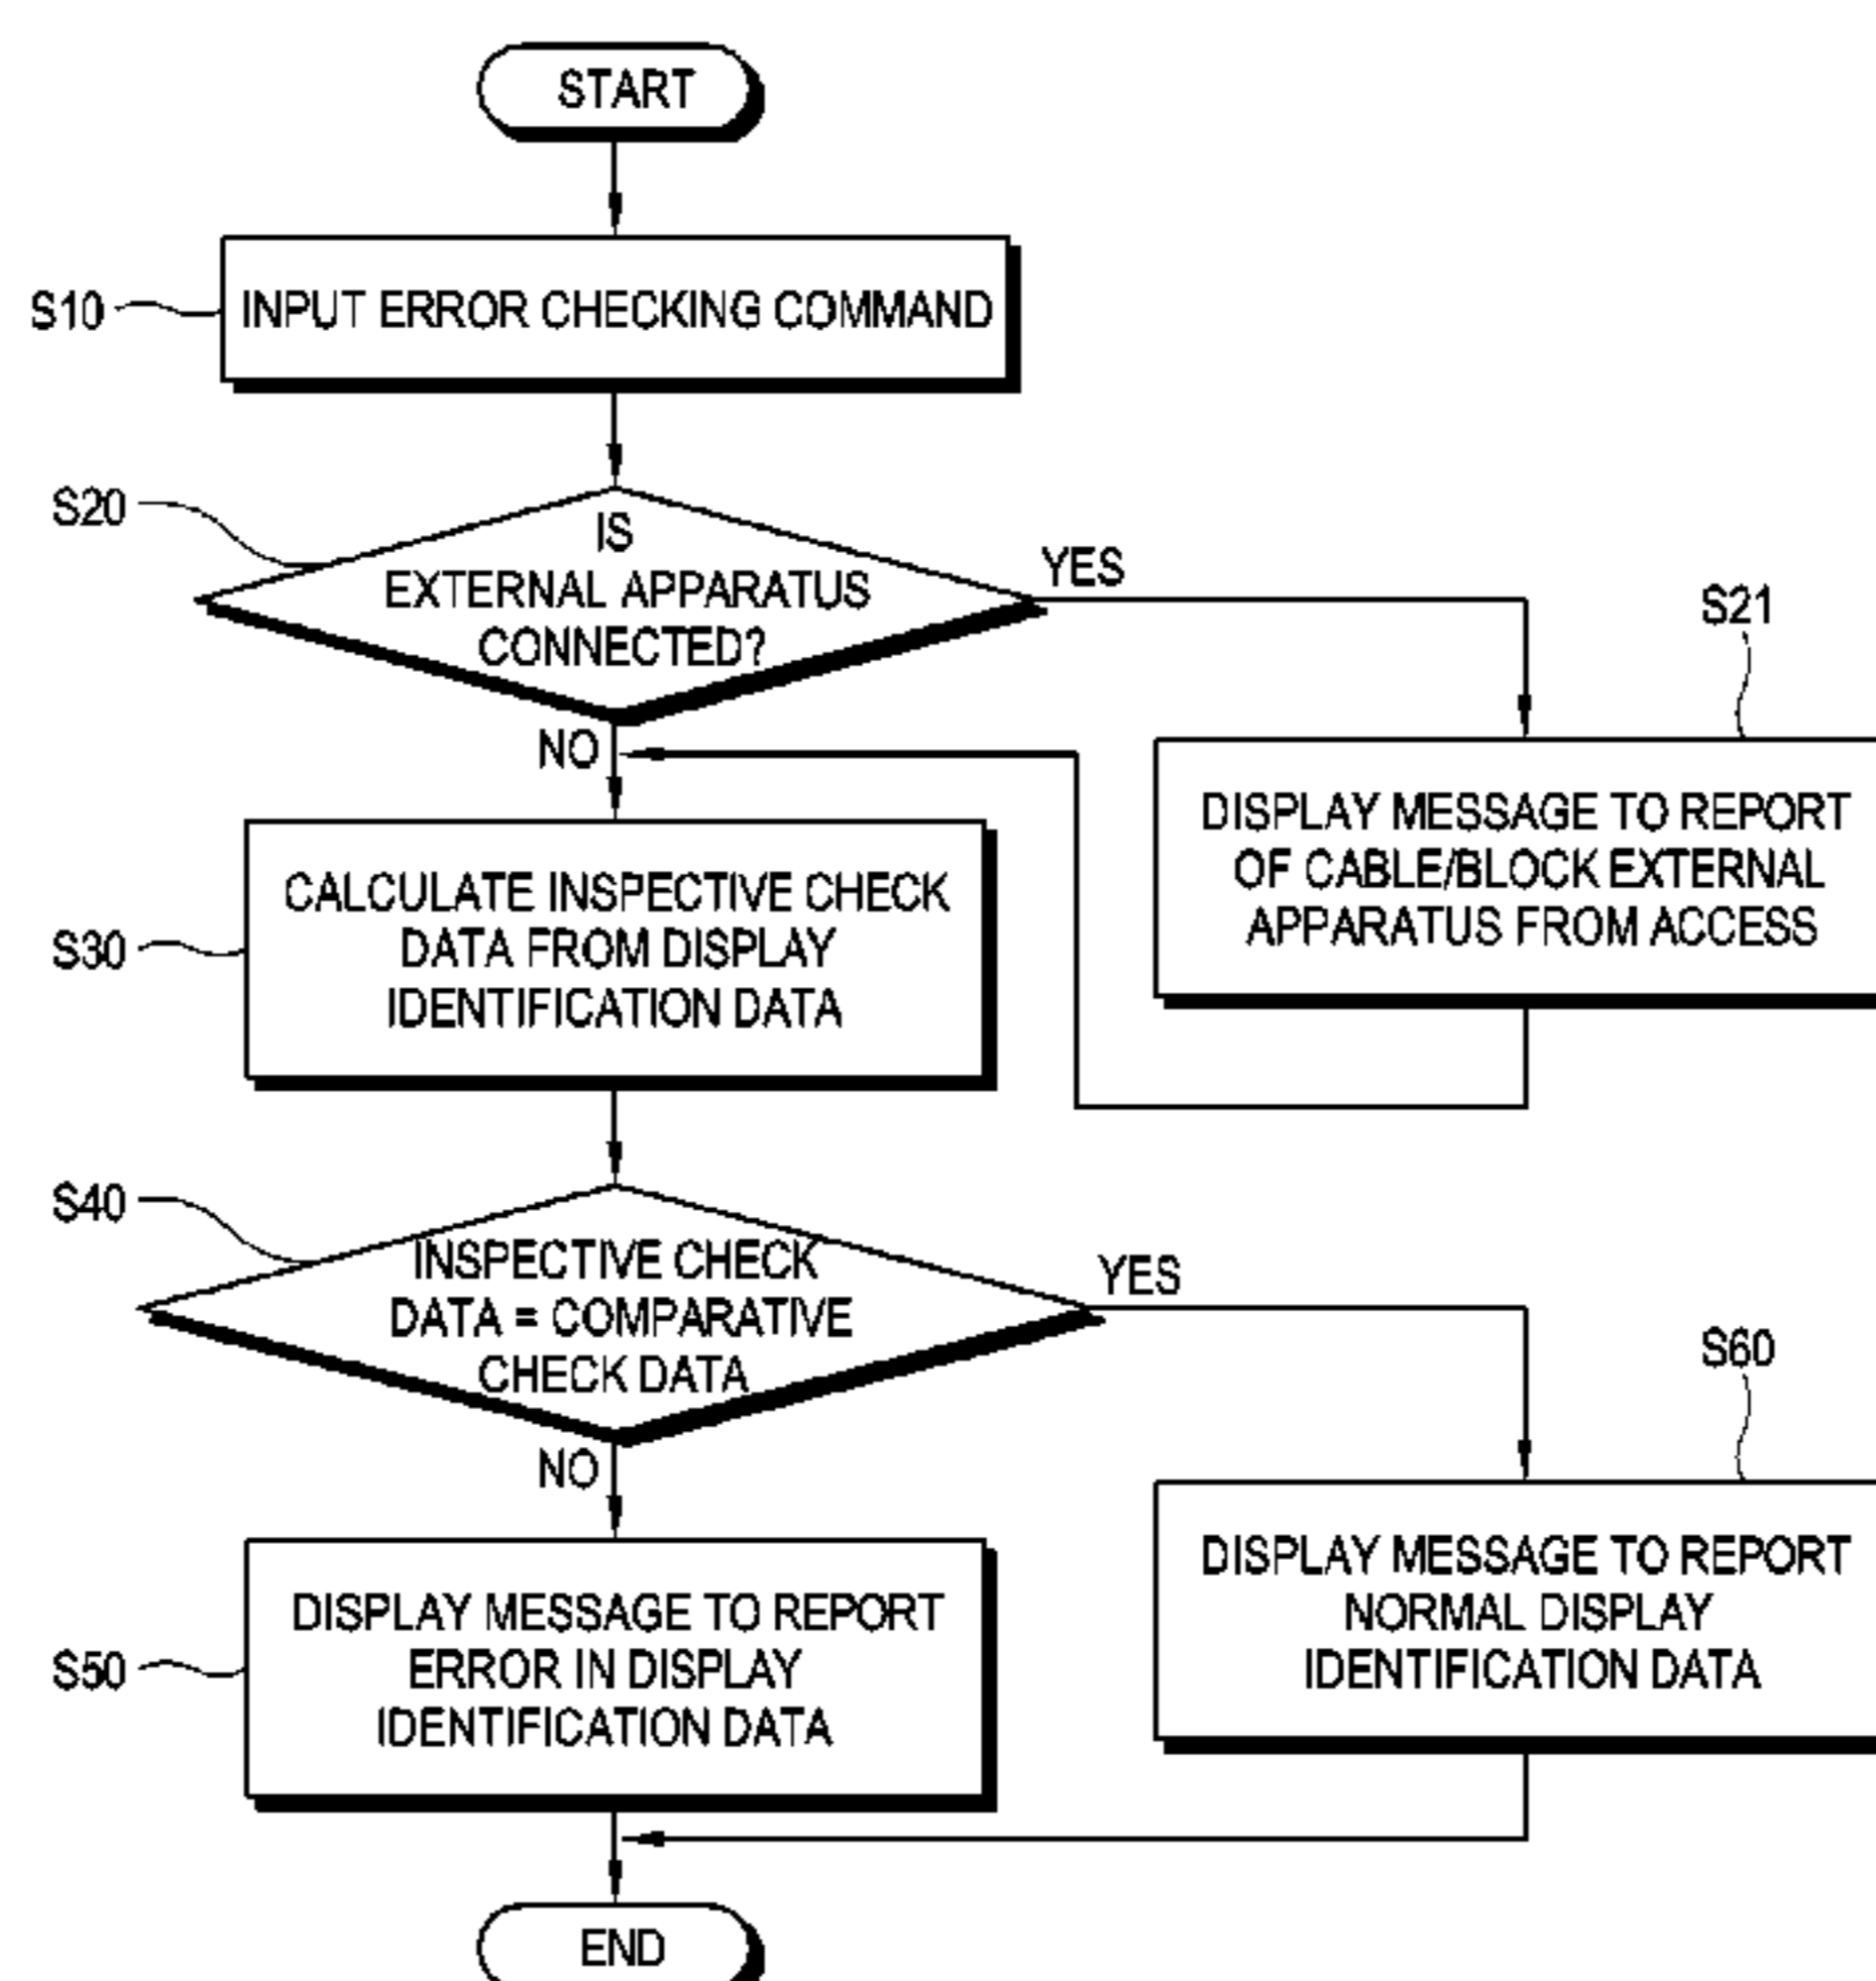 START
S10
INPUT ERROR CHECKING COMMAND
S20
IS
EXTERNAL APPARATUS
CONNECTED?
YES
S21
NO
DISPLAY MESSAGE TO REPORT
OF CABLE/BLOCK EXTERNAL
APPARATUS FROM ACCESS
S30
CALCULATE INSPECTIVE CHECK
DATA FROM DISPLAY
IDENTIFICATION DATA
S40
INSPECTIVE CHECK
DATA = COMPARATIVE
CHECK DATA
YES
S60
NO
DISPLAY MESSAGE TO REPORT
NORMAL DISPLAY
IDENTIFICATION DATA
S50
DISPLAY MESSAGE TO REPORT
ERROR IN DISPLAY
IDENTIFICATION DATA
END